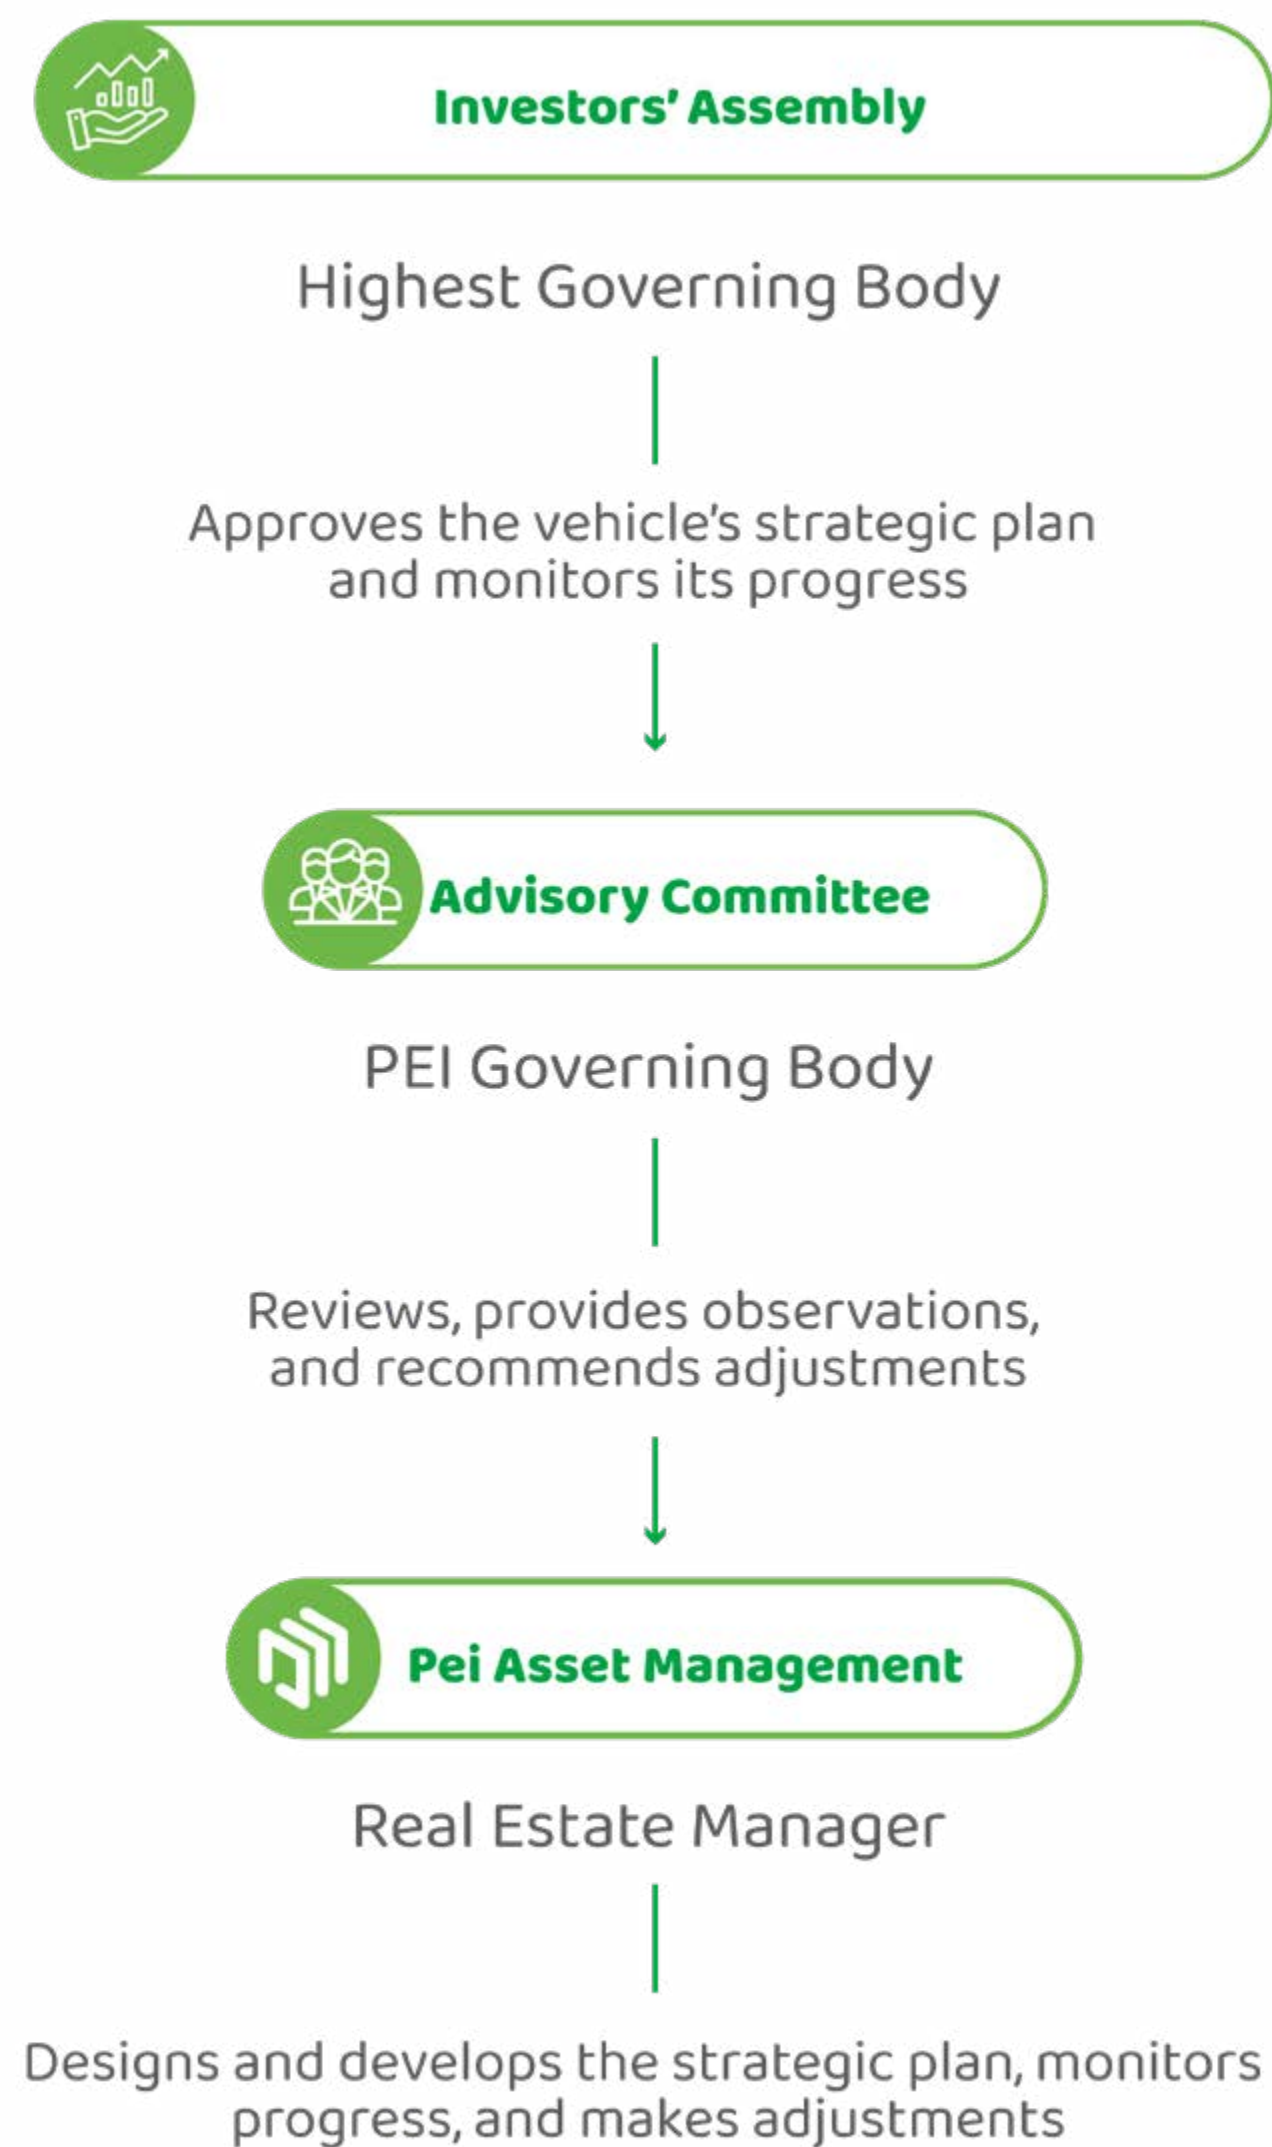 Investors’ Assembly
Highest Governing Body
Approves the vehicle’s strategic plan
and monitors its progress
Advisory Committee
PEI Governing Body
Reviews, provides observations,
and recommends adjustments
Pei Asset Management
Real Estate Manager
Designs and develops the strategic plan, monitors
progress, and makes adjustments